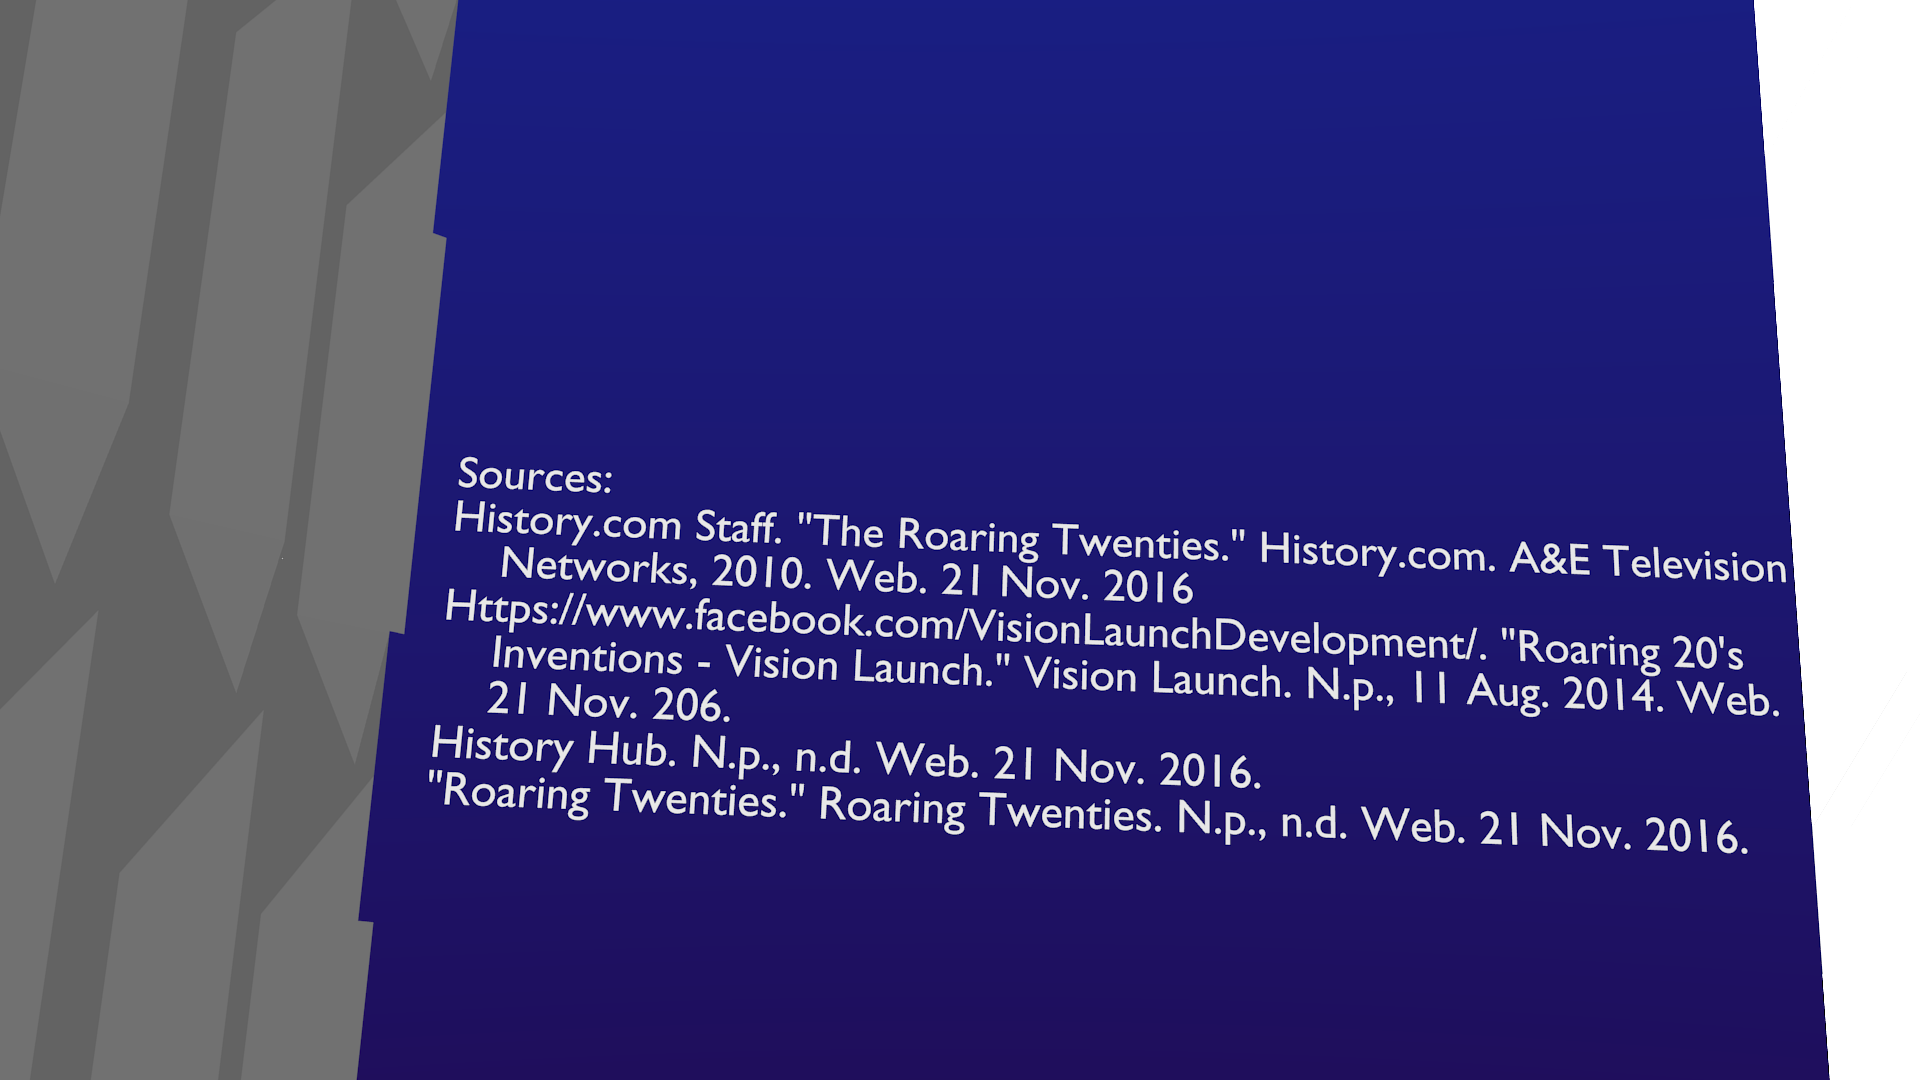 Sources:
History.com Staff. "The Roaring Twenties." History.com. A&E Television
Networks, 2010. Web. 21 Nov. 2016
Https://www.facebook.com/VisionLaunchDevelopment/. "Roaring 20's
Inventions - Vision Launch." Vision Launch. N.p., 11 Aug. 2014. Web.
21 Nov. 206.
History Hub. N.p., n.d. Web. 21 Nov. 2016.
"Roaring Twenties." Roaring Twenties. N.p., n.d. Web. 21 Nov. 2016.